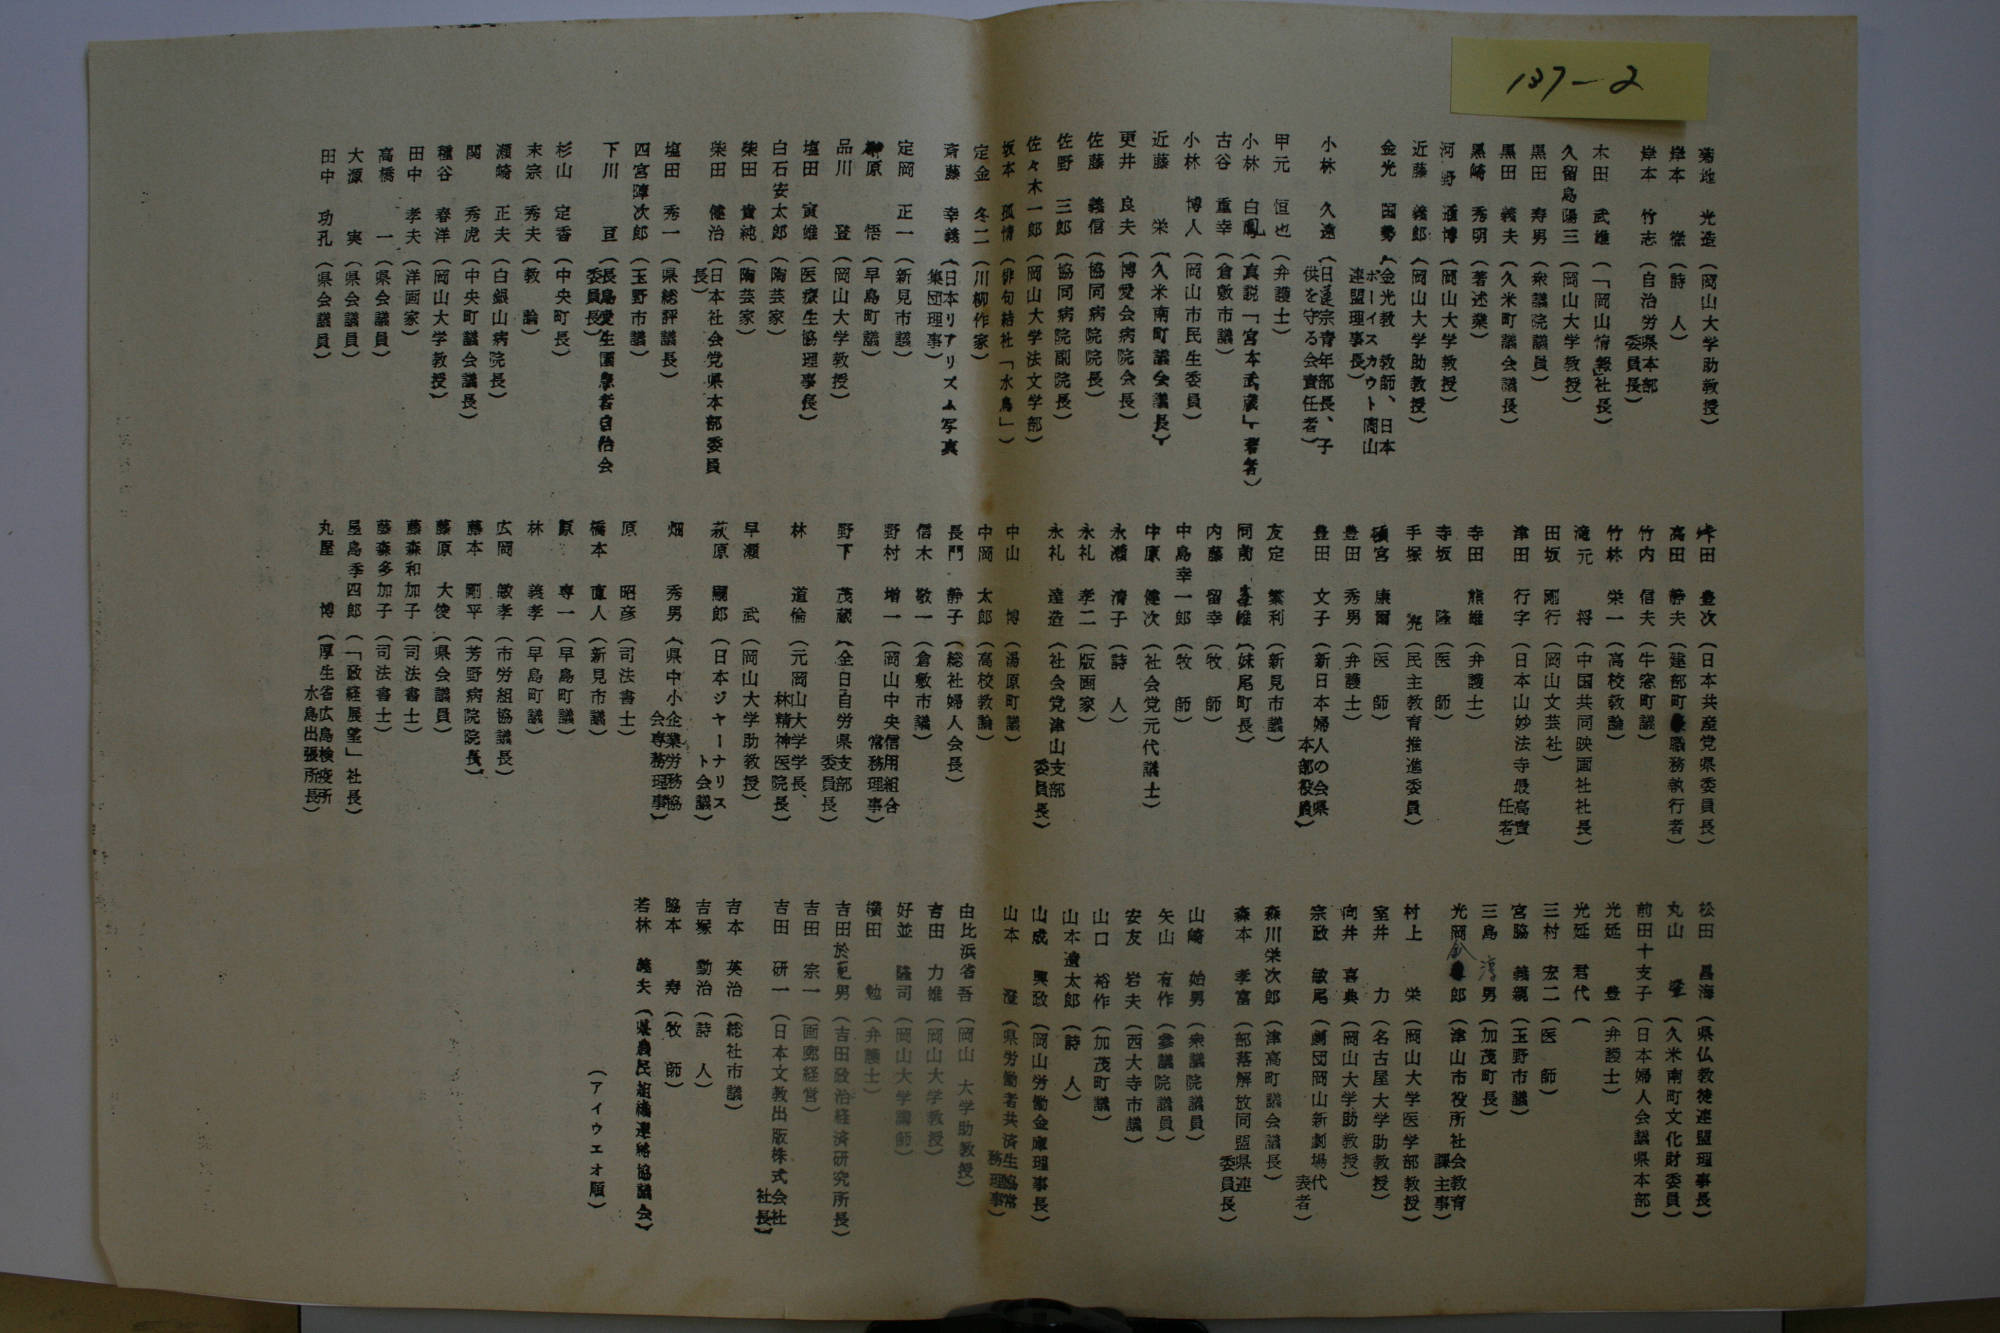 137-2
菊地 光造（岡山大学助教授）
岸本 徹（詩 人）
岸本 竹志（自治労県本部
委員長）
木田 武雄（「岡山情報」社長）
久留島陽三（岡山大学教授）
黒田 寿男（衆議院議員）
黒田 義夫（久米町議会議長）
黒崎 秀明（著述業）
河野 通博（岡山大学教授）
近藤 義郎（岡山大学助教授）
金光 国勢（金光教 教師、日本
ボーイスカウト岡山
連盟理事長）
小林 久遠（日蓮宗青年部長、子
供を守る会責任者）
甲元 恒也（弁護士）
小林 白鳳（真説「宮本武蔵」著者）
古谷 重幸（倉敷市議）
小林 博人（岡山市民生委員）
近藤 栄（久米南町議会議長）
更井 良夫（博愛会病院会長）
佐藤 義信（協同病院院長）
佐野 三郎（協同病院副院長）
佐々木一郎（岡山大学法文学部）
坂本 孤情（俳句結社「水鳥」）
定金 冬二（川柳作家）
斎藤 幸義（日本リアリズム写真
集団理事）
定岡 正一（新見市議）
原 悟（早島町議）
品川 登（岡山大学教授）
塩田 寅雄（医療生協理事長）
白石安太郎（陶芸家）
柴田 貴純（陶芸家）
柴田 健治（日本社会党県本部委員
長）
塩田 秀一（県総評議長）
四宮陣次郎（玉野市議）
下川 亘（長島愛生園患者自治会
委員長）
杉山 定香（中央町長）
末宗 秀夫（教 諭）
瀬崎 正夫（白銀山病院長）
関 秀虎（中央町議会議長）
種谷 春洋（岡山大学教授）
田中 孝夫（洋画家）
高橋 一（県会議員）
大源 実（県会議員）
田中 功孔（県会議員）
峠田 豊次（日本共産党県委員長）
高田 静夫（建部町長職務執行者）
竹内 信夫（牛窓町議）
竹林 栄一（高校教諭）
滝元 将（中国共同映画社社長）
田坂 剛行（岡山文芸社）
津田 行字（日本山妙法寺最高責
任者）
寺田 熊雄（弁護士）
寺坂 隆（医 師）
手塚 亮（民主教育推進委員）
頓宮 康爾（医 師）
豊田 秀男（弁護士）
豊田 文子（新日本婦人の会県
本部役員）
友定 繁利（新見市議）
同前 峯雄（妹尾町長）
内藤 留幸（牧 師）
中島幸一郎（牧 師）
中原 健次（社会党元代議士）
永瀬 清子（詩 人）
永礼 孝二（版画家）
永礼 達造（社会党津山支部
委員長）
中山 博（湯原町議）
中岡 太郎（高校教諭）
長門 静子（総社婦人会長）
信木 敬一（倉敷市議）
野村 増一（岡山中央信用組合
常務理事）
野下 茂蔵（全日自労県支部
委員長）
林 道倫（元岡山大学学長、
林精神医院長）
早瀬 武（岡山大学助教授）
萩原 嗣郎（日本ジャーナリス
ト会議）
畑 秀男（県中小企業労務協
会専務理事）
原 昭彦（司法書士）
橋本 直人（新見市議）
原 専一（早島町議）
林 義孝（早島町議）
広岡 敏孝（市労組協議長）
藤本 剛平（芳野病院院長）
藤原 大俊（県会議員）
藤森和加子（司法書士）
藤森多加子（司法書士）
昼島季四郎（「政経展望」社長）
丸屋 博（厚生省広島検疫所
水島出張所長）
松田 昌海（県仏教徒連盟理事長）
丸山 肇（久米南町文化財委員）
前田十支子（日本婦人会議県本部）
光延 豊（弁護士）
光延 君代（
三村 宏二（医 師）
宮脇 義親（玉野市議）
三島 淳男（加茂町長）
光岡 郎（津山市役所社会教育
課主事）
村上 栄（岡山大学医学部教授）
室井 力（名古屋大学助教授）
向井 喜典（岡山大学助教授）
宗政 敏尾（劇団岡山新劇場代
表者）
森川栄次郎（津高町議会議長）
森本 孝富（部落解放同盟県連
委員長）
山崎 始男（衆議院議員）
矢山 有作（参議院議員）
安友 岩夫（西大寺市議）
山口 裕作（加茂町議）
山本遺太郎（詩 人）
山成 興政（岡山労働金庫理事長）
山本 澄（県労働者共済生協常
務理事）
由比浜省吾（岡山 大学助教授）
吉田 力雄（岡山大学教授）
好並 隆司（岡山大学講師）
横田 勉（弁護士）
吉田於兎男（吉田政治経済研究所長）
吉田 宗一（画廊経営）
吉田 研一（日本文教出版株式会社
社長）
吉本 英治（総社市議）
吉塚 勤治（詩 人）
脇本 寿（牧 師）
若林 義夫（県農民組織連絡協議会）
（アイウエオ順）